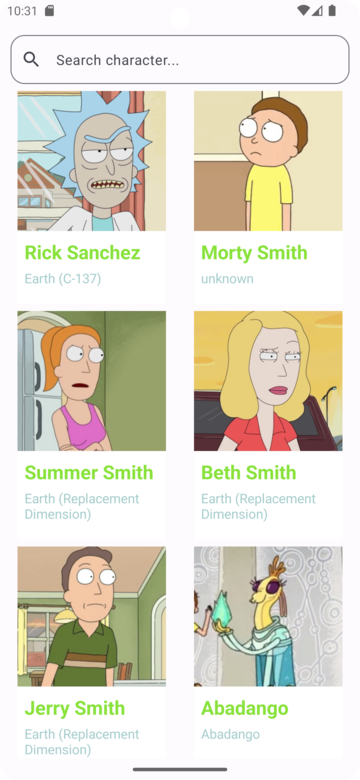 10:31
Search character...
Rick Sanchez
Earth (C-137)
Morty Smith
unknown
Summer Smith
Earth (Replacement
Dimension)
Beth Smith
Earth (Replacement
Dimension)
Jerry Smith
Earth (Replacement
Dimension)
Abadango
Abadango